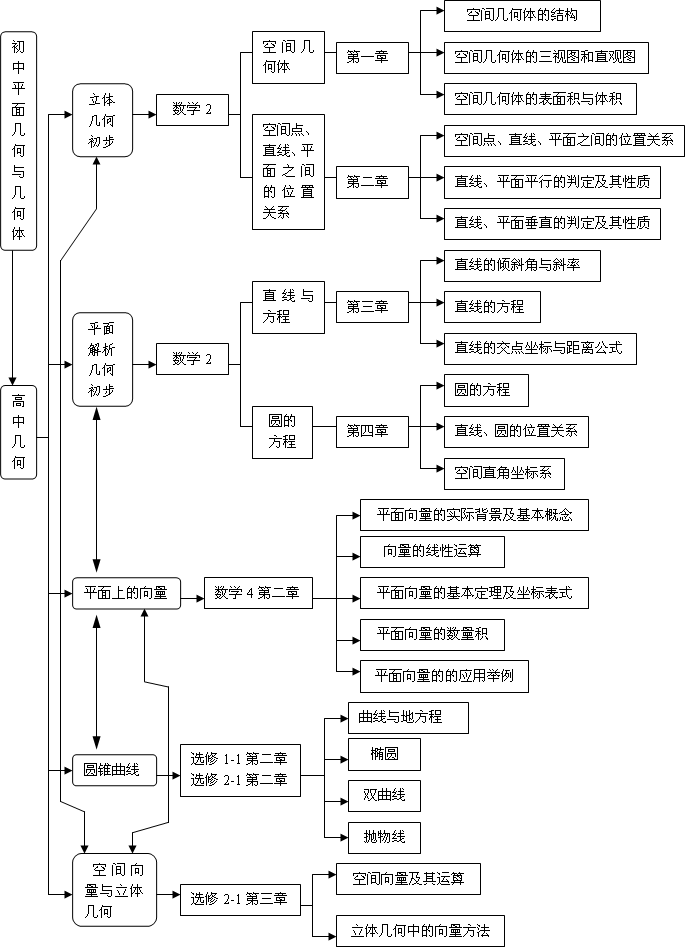 初
中
平
面
几
何
与
几
何
体
高
中
几
何
立体
几何
初步
数学 2
空 间 几
何体
第一章
空间几何体的结构
空间几何体的三视图和直观图
空间几何体的表面积与体积
空间点、
直线、平
面 之 间
的 位 置
关系
第二章
空间点、直线、平面之间的位置关系
直线、平面平行的判定及其性质
直线、平面垂直的判定及其性质
平面
解析
几何
初步
数学 2
直 线 与
方程
第三章
直线的倾斜角与斜率
直线的方程
直线的交点坐标与距离公式
圆的
方程
第四章
圆的方程
直线、圆的位置关系
空间直角坐标系
平面上的向量
数学 4 第二章
平面向量的实际背景及基本概念
向量的线性运算
平面向量的基本定理及坐标表式
平面向量的数量积
平面向量的的应用举例
圆锥曲线
选修 1-1 第二章
选修 2-1 第二章
曲线与地方程
椭圆
双曲线
抛物线
空 间 向
量与立体
几何
选修 2-1 第三章
空间向量及其运算
立体几何中的向量方法